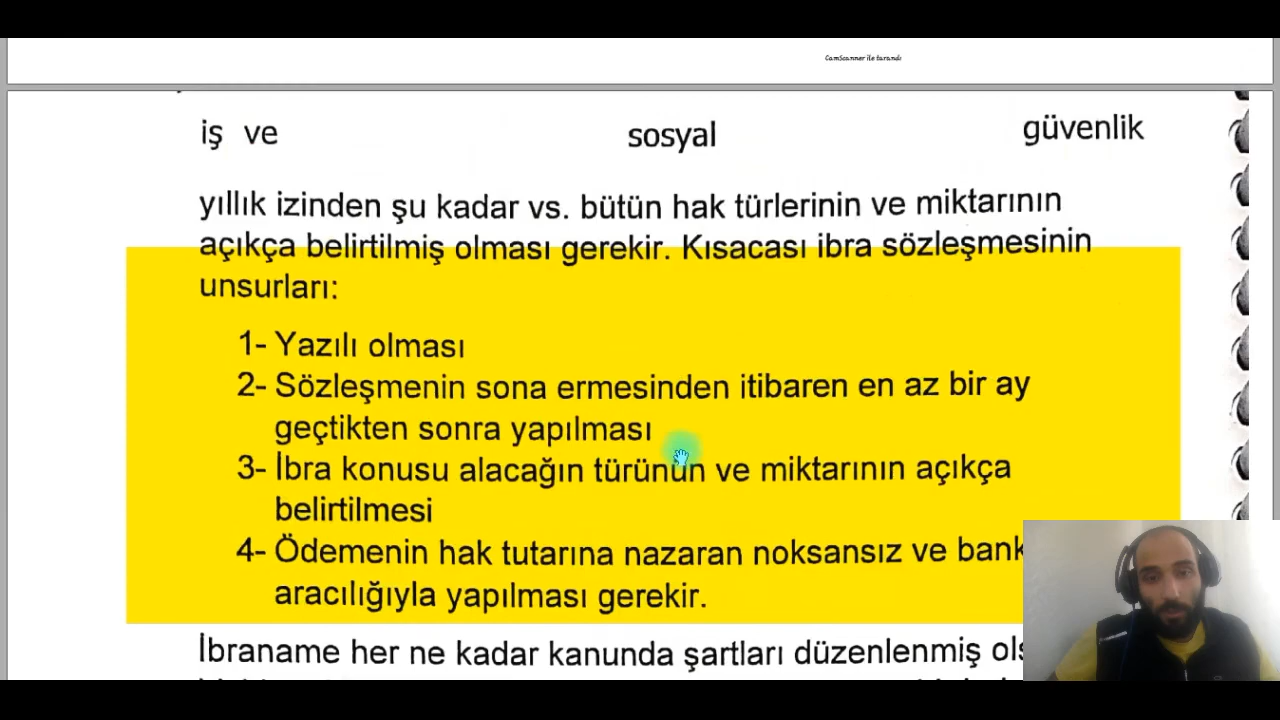 CamScanner ile tarandı
iş ve sosyal güvenlik
yıllık izinden şu kadar vs. bütün hak türlerinin ve miktarının
açıkça belirtilmiş olması gerekir. Kısacası ibra sözleşmesinin
unsurları:
1- Yazılı olması
2- Sözleşmenin sona ermesinden itibaren en az bir ay
geçtikten sonra yapılması
3- İbra konusu alacağın türünün ve miktarının açıkça
belirtilmesi
4- Ödemenin hak tutarına nazaran noksansız ve
aracılığıyla yapılması gerekir.
İbraname her ne kadar kanunda şartları düzenlenmiş